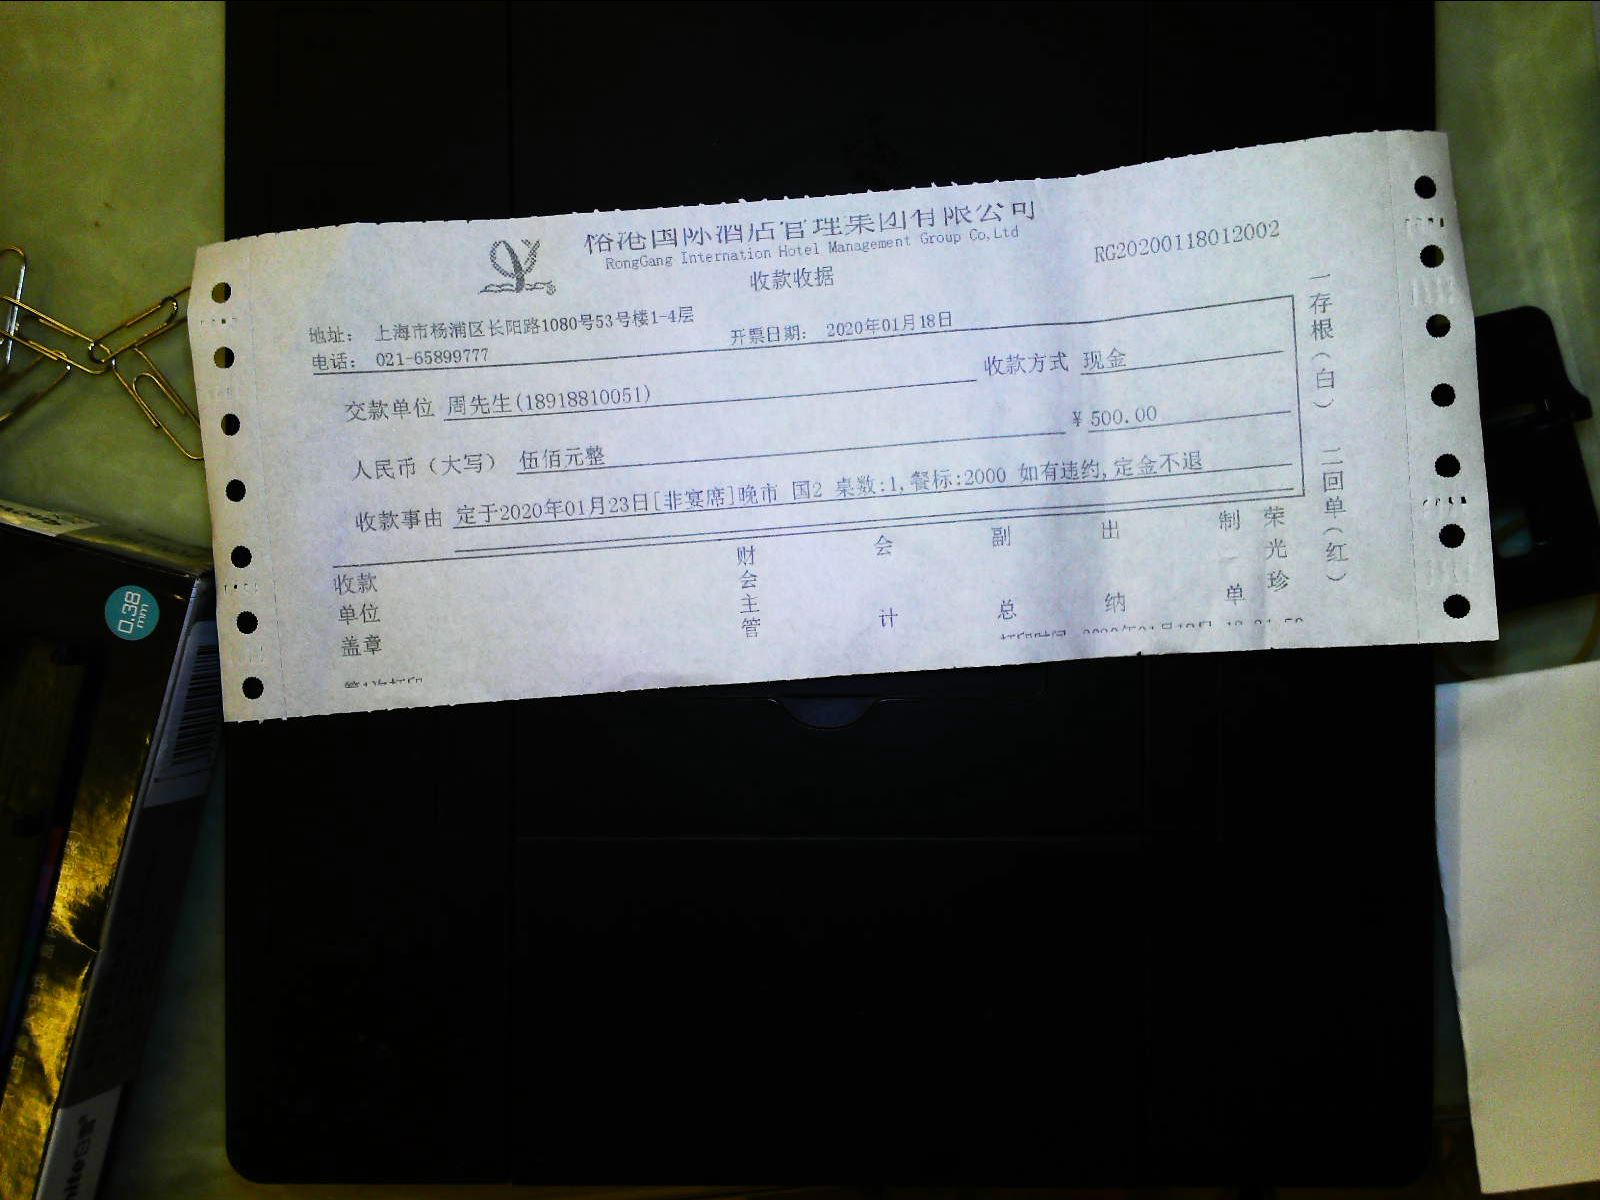 榕港国际酒店管理集团有限公司
RongGang Internation Hotel Management Group Co,Ltd
收款收据
RG20200118012002
地址: 上海市杨浦区长阳路1080号53号楼1-4层
电话: 021-65899777
开票日期: 2020年01月18日
交款单位 周先生(18918810051)
收款方式 现金
人民币(大写) 伍佰元整
¥500.00
收款事由 定于2020年01月23日[非宴席]晚市 国2 桌数:1,餐标:2000 如有违约,定金不退
收款单位盖章
财会主管
会计
副总
出纳
制单
荣光珍
一存根(白) 二回单(红)
第1次打印
0.38
mm